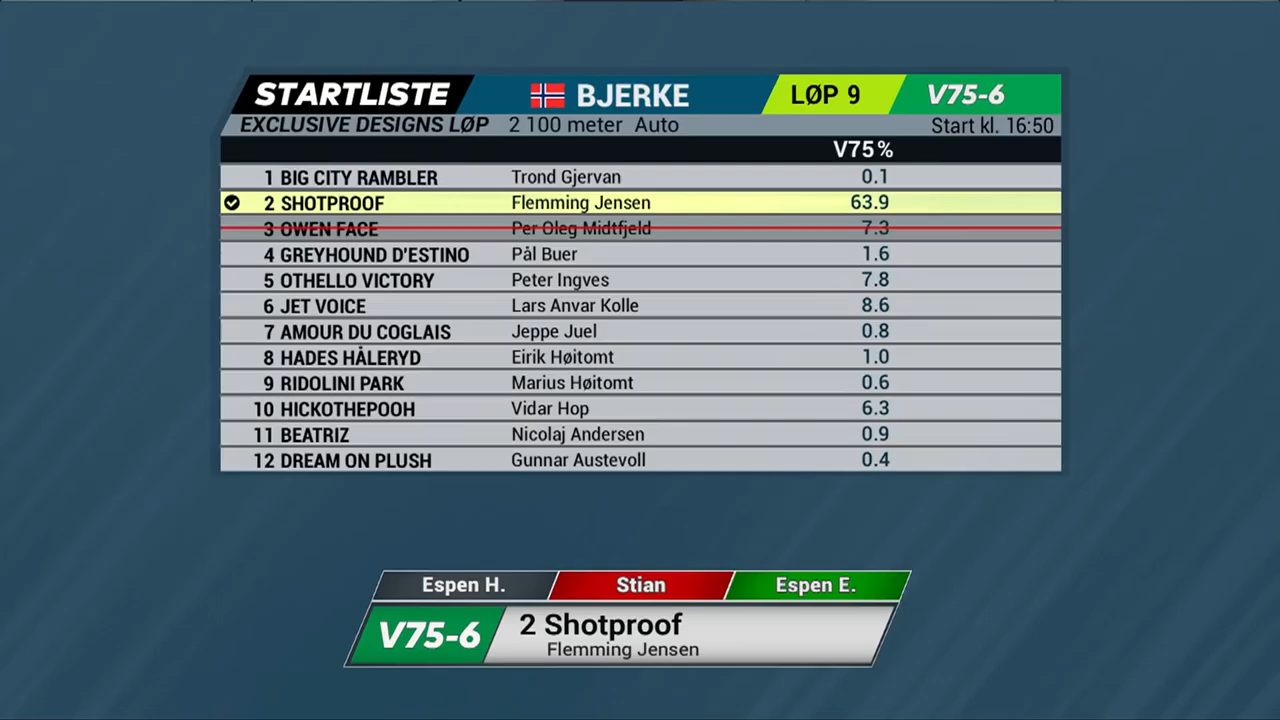 STARTLISTE BJERKE LØP 9 V75-6
EXCLUSIVE DESIGNS LØP 2 100 meter Auto Start kl. 16:50
V75%
1 BIG CITY RAMBLER Trond Gjervan 0.1
2 SHOTPROOF Flemming Jensen 63.9
3 OWEN FACE Per Oleg Midtfjeld 7.3
4 GREYHOUND D'ESTINO Pål Buer 1.6
5 OTHELLO VICTORY Peter Ingves 7.8
6 JET VOICE Lars Anvar Kolle 8.6
7 AMOUR DU COGLAIS Jeppe Juel 0.8
8 HADES HÅLERYD Eirik Høitomt 1.0
9 RIDOLINI PARK Marius Høitomt 0.6
10 HICKOTHEPOOH Vidar Hop 6.3
11 BEATRIZ Nicolaj Andersen 0.9
12 DREAM ON PLUSH Gunnar Austevoll 0.4
Espen H. Stian Espen E.
V75-6 2 Shotproof
Flemming Jensen